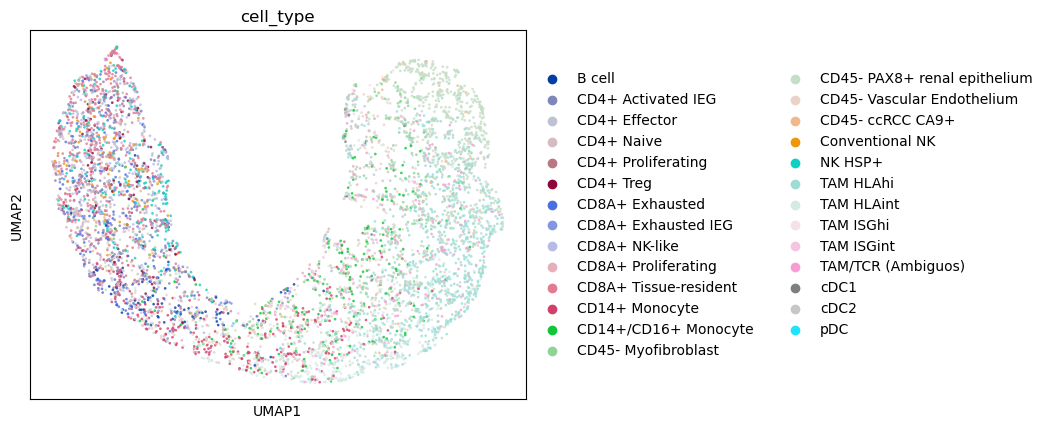 cell_type
UMAP2
UMAP1
B cell
CD4+ Activated IEG
CD4+ Effector
CD4+ Naive
CD4+ Proliferating
CD4+ Treg
CD8A+ Exhausted
CD8A+ Exhausted IEG
CD8A+ NK-like
CD8A+ Proliferating
CD8A+ Tissue-resident
CD14+ Monocyte
CD14+/CD16+ Monocyte
CD45- Myofibroblast
CD45- PAX8+ renal epithelium
CD45- Vascular Endothelium
CD45- ccRCC CA9+
Conventional NK
NK HSP+
TAM HLAhi
TAM HLAint
TAM ISGhi
TAM ISGint
TAM/TCR (Ambiguos)
cDC1
cDC2
pDC